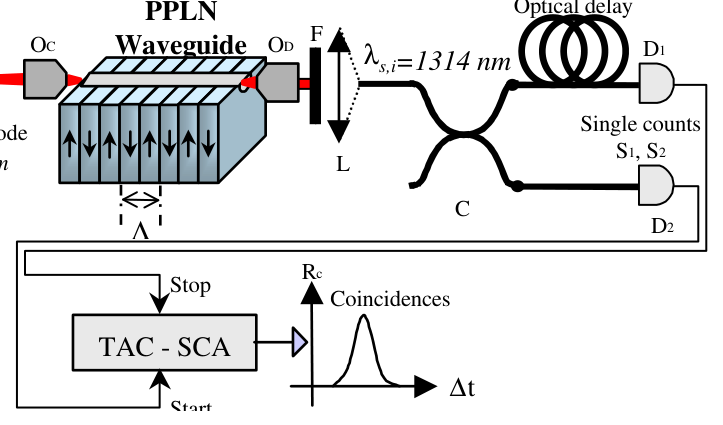 PPLN
Waveguide
Optical delay
OC
OD
F
λs,i=1314 nm
D1
ode
m
Single counts
S1, S2
L
C
D2
Λ
Stop
TAC - SCA
Start
Rc
Coincidences
Δt